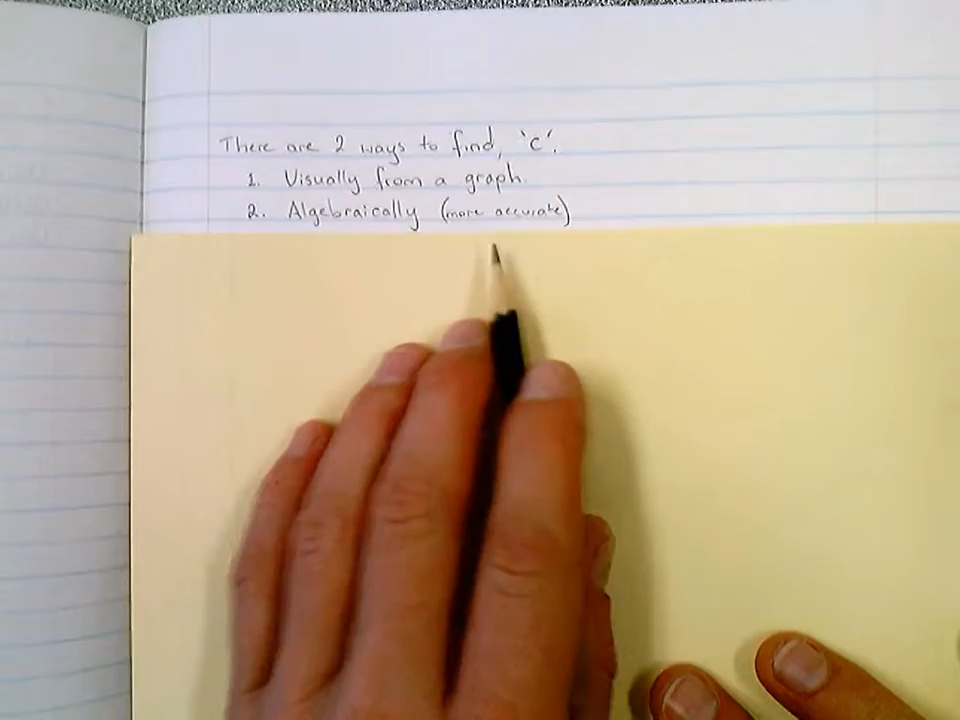 There are 2 ways to find, 'c'.
1. Visually from a graph.
2. Algebraically (more accurate)